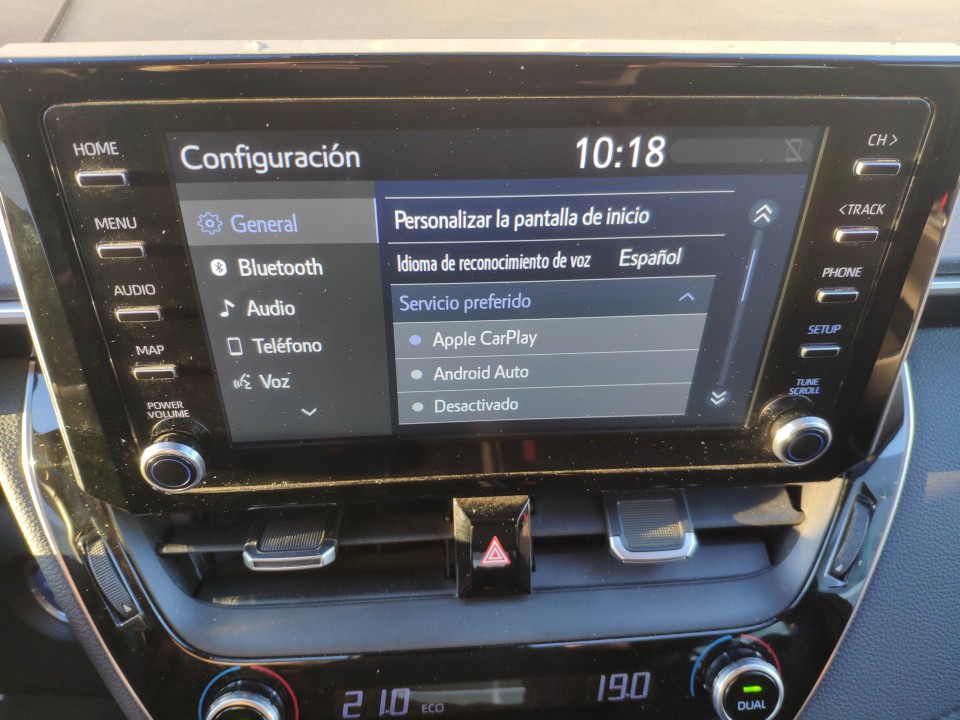 HOME
MENU
AUDIO
MAP
POWER
VOLUME
Configuración
10:18
General
Bluetooth
Audio
Teléfono
Voz
Personalizar la pantalla de inicio
Idioma de reconocimiento de voz Español
Servicio preferido
Apple CarPlay
Android Auto
Desactivado
CH >
< TRACK
PHONE
SETUP
TUNE
SCROLL
21.0 ECO
19.0
DUAL